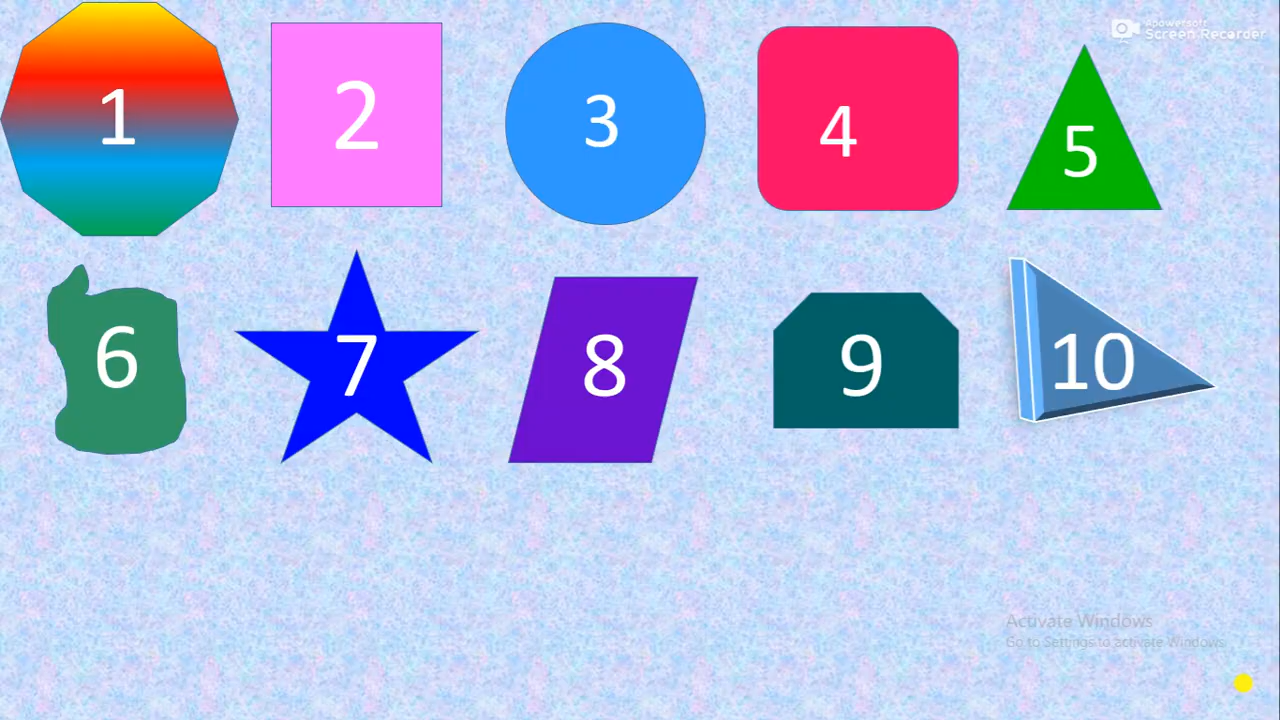 Apowersoft
Screen Recorder
1
2
3
4
5
6
7
8
9
10
Activate Windows
Go to Settings to activate Windows.